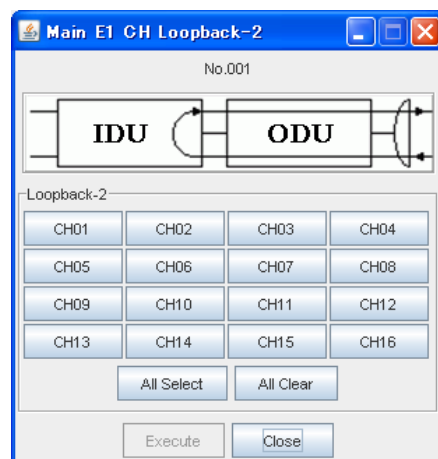 Main E1 CH Loopback-2
No.001
IDU ODU
Loopback-2
CH01 CH02 CH03 CH04
CH05 CH06 CH07 CH08
CH09 CH10 CH11 CH12
CH13 CH14 CH15 CH16
All Select All Clear
Execute Close